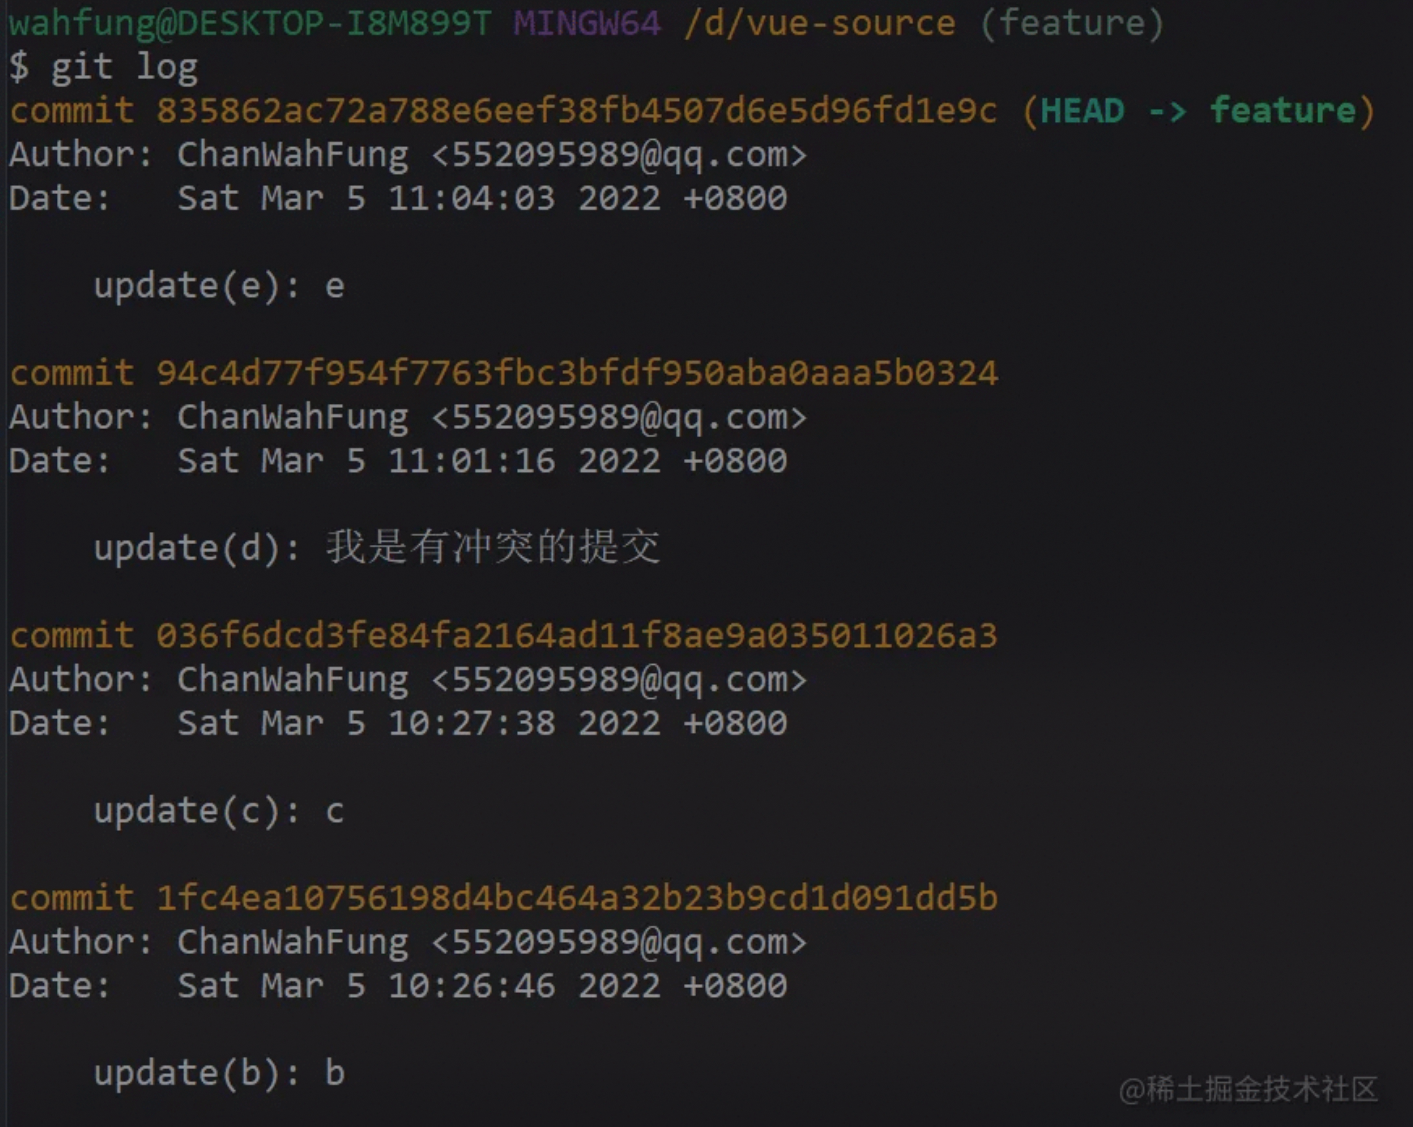 wahfung@DESKTOP-I8M899T MINGW64 /d/vue-source (feature)
$ git log
commit 835862ac72a788e6eef38fb4507d6e5d96fd1e9c (HEAD -> feature)
Author: ChanWahFung <552095989@qq.com>
Date:   Sat Mar 5 11:04:03 2022 +0800
    update(e): e
commit 94c4d77f954f7763fbc3bfdf950aba0aaa5b0324
Author: ChanWahFung <552095989@qq.com>
Date:   Sat Mar 5 11:01:16 2022 +0800
    update(d): 我是有冲突的提交
commit 036f6dcd3fe84fa2164ad11f8ae9a035011026a3
Author: ChanWahFung <552095989@qq.com>
Date:   Sat Mar 5 10:27:38 2022 +0800
    update(c): c
commit 1fc4ea10756198d4bc464a32b23b9cd1d091dd5b
Author: ChanWahFung <552095989@qq.com>
Date:   Sat Mar 5 10:26:46 2022 +0800
    update(b): b
@稀土掘金技术社区